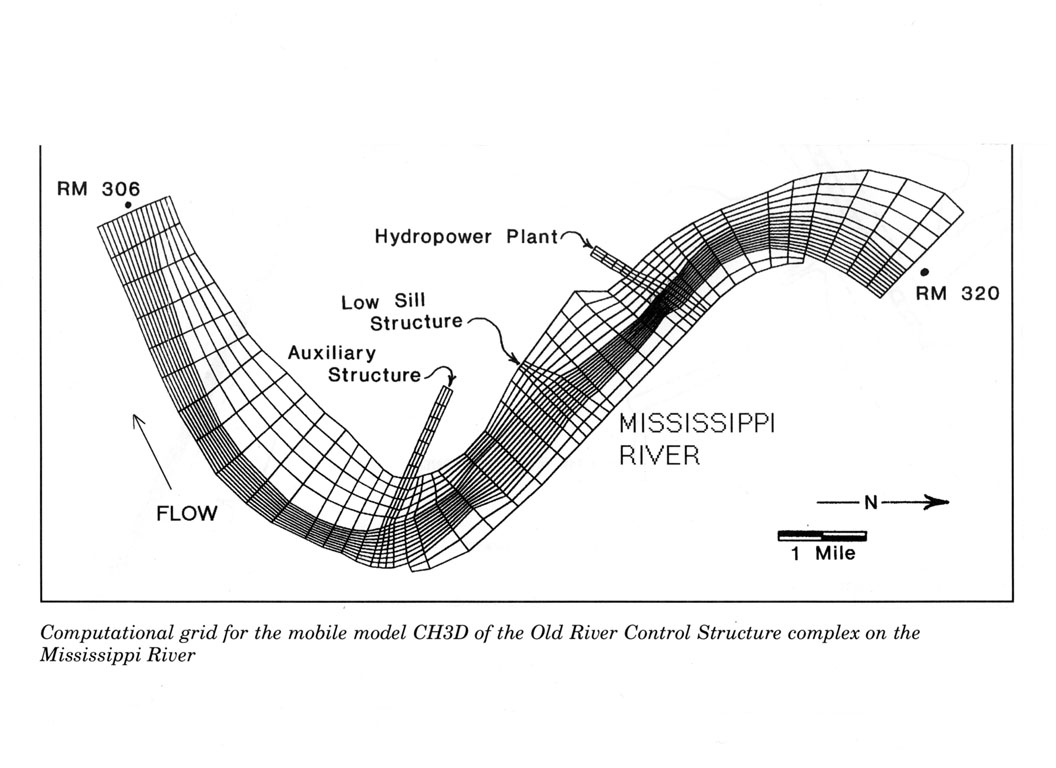 RM 306
Hydropower Plant
Low Sill
Structure
Auxiliary
Structure
RM 320
MISSISSIPPI
RIVER
FLOW
N
1 Mile
Computational grid for the mobile model CH3D of the Old River Control Structure complex on the
Mississippi River